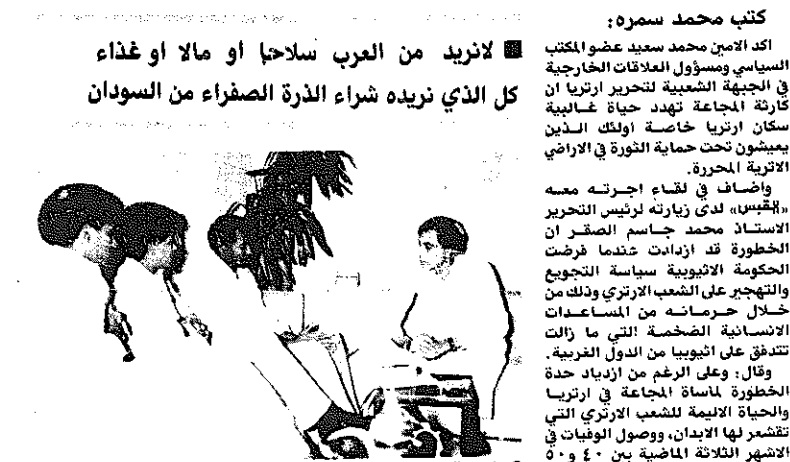 كتب محمد سمره:
■ لانريد من العرب سلاحا او مالا او غذاء
كل الذي نريده شراء الذرة الصفراء من السودان
اكد الامين محمد سعيد عضو المكتب
السياسي ومسؤول العلاقات الخارجية
في الجبهة الشعبية لتحرير ارتريا ان
كارثة المجاعة تهدد حياة غالبية
سكان ارتريا خاصة اولئك الذين
يعيشون تحت حماية الثورة في الاراضي
الاترية المحررة.
واضاف في لقاء اجرته معه
«القبس» لدى زيارته لرئيس التحرير
الاستاذ محمد جاسم الصقر ان
الخطورة قد ازدادت عندما فرضت
الحكومة الاثيوبية سياسة التجويع
والتهجير على الشعب الارتري وذلك من
خلال حرمانه من المساعدات
الانسانية الضخمة التي ما زالت
تتدفق على اثيوبيا من الدول الغربية.
وقال: وعلى الرغم من ازدياد حدة
الخطورة لمأساة المجاعة في ارتريا
والحياة الاليمة للشعب الارتري التي
تقشعر لها الابدان، ووصول الوفيات في
الاشهر الثلاثة الماضية بين ٤٠ و٥٠